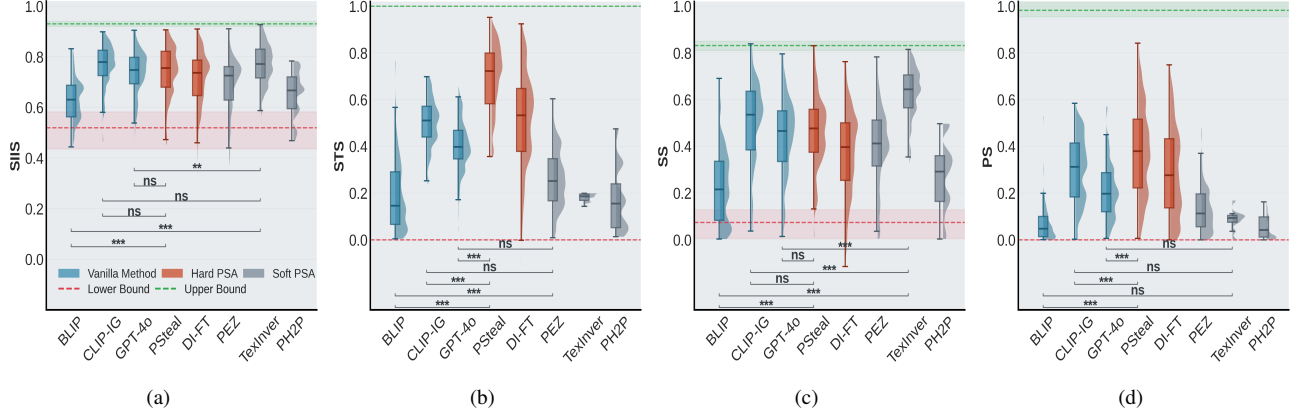 SIIS
1.0
0.8
0.6
0.4
0.2
0.0
**
ns
ns
ns
***
***
Vanilla Method
Hard PSA
Soft PSA
Lower Bound
Upper Bound
BLIP
CLIP-IG
GPT-4o
PSteal
DI-FT
PEZ
TexInver
PH2P
(a)
STS
1.0
0.8
0.6
0.4
0.2
0.0
ns
***
ns
***
***
***
BLIP
CLIP-IG
GPT-4o
PSteal
DI-FT
PEZ
TexInver
PH2P
(b)
SS
1.0
0.8
0.6
0.4
0.2
0.0
***
ns
***
ns
***
***
BLIP
CLIP-IG
GPT-4o
PSteal
DI-FT
PEZ
TexInver
PH2P
(c)
PS
1.0
0.8
0.6
0.4
0.2
0.0
ns
***
ns
***
ns
***
BLIP
CLIP-IG
GPT-4o
PSteal
DI-FT
PEZ
TexInver
PH2P
(d)